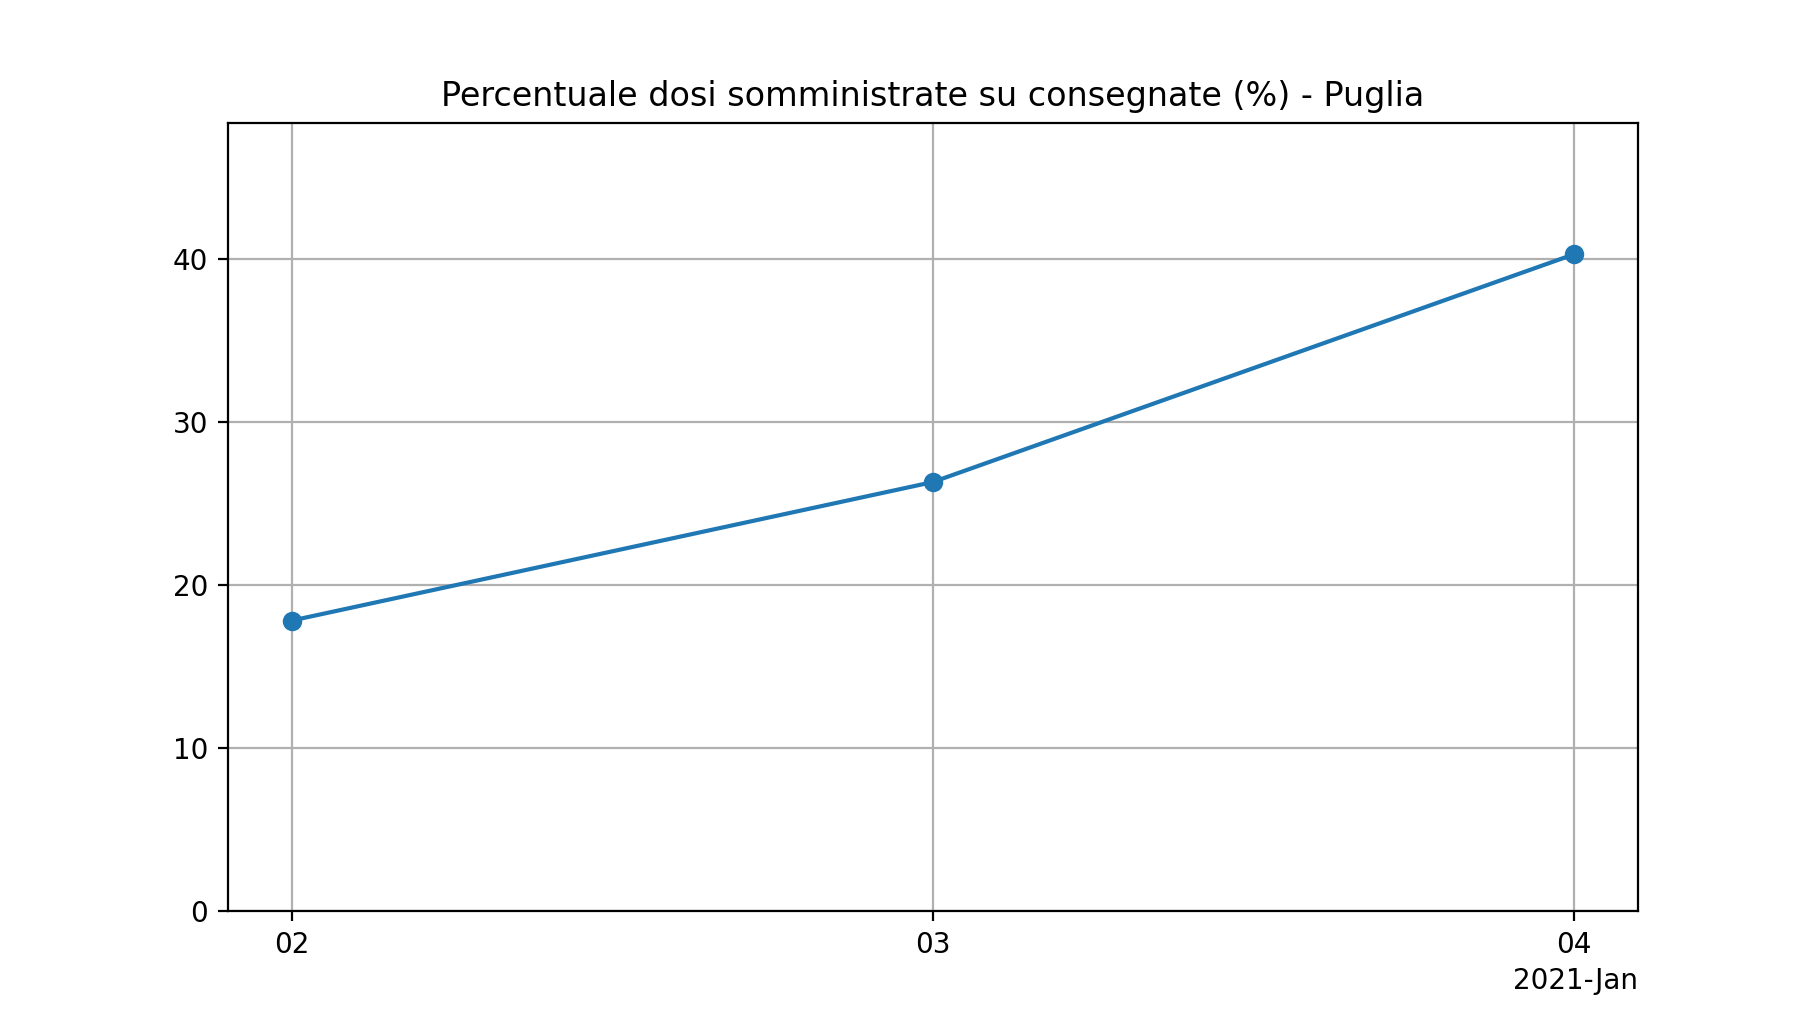 Percentuale dosi somministrate su consegnate (%) - Puglia
40
30
20
10
0
02 03 04
2021-Jan